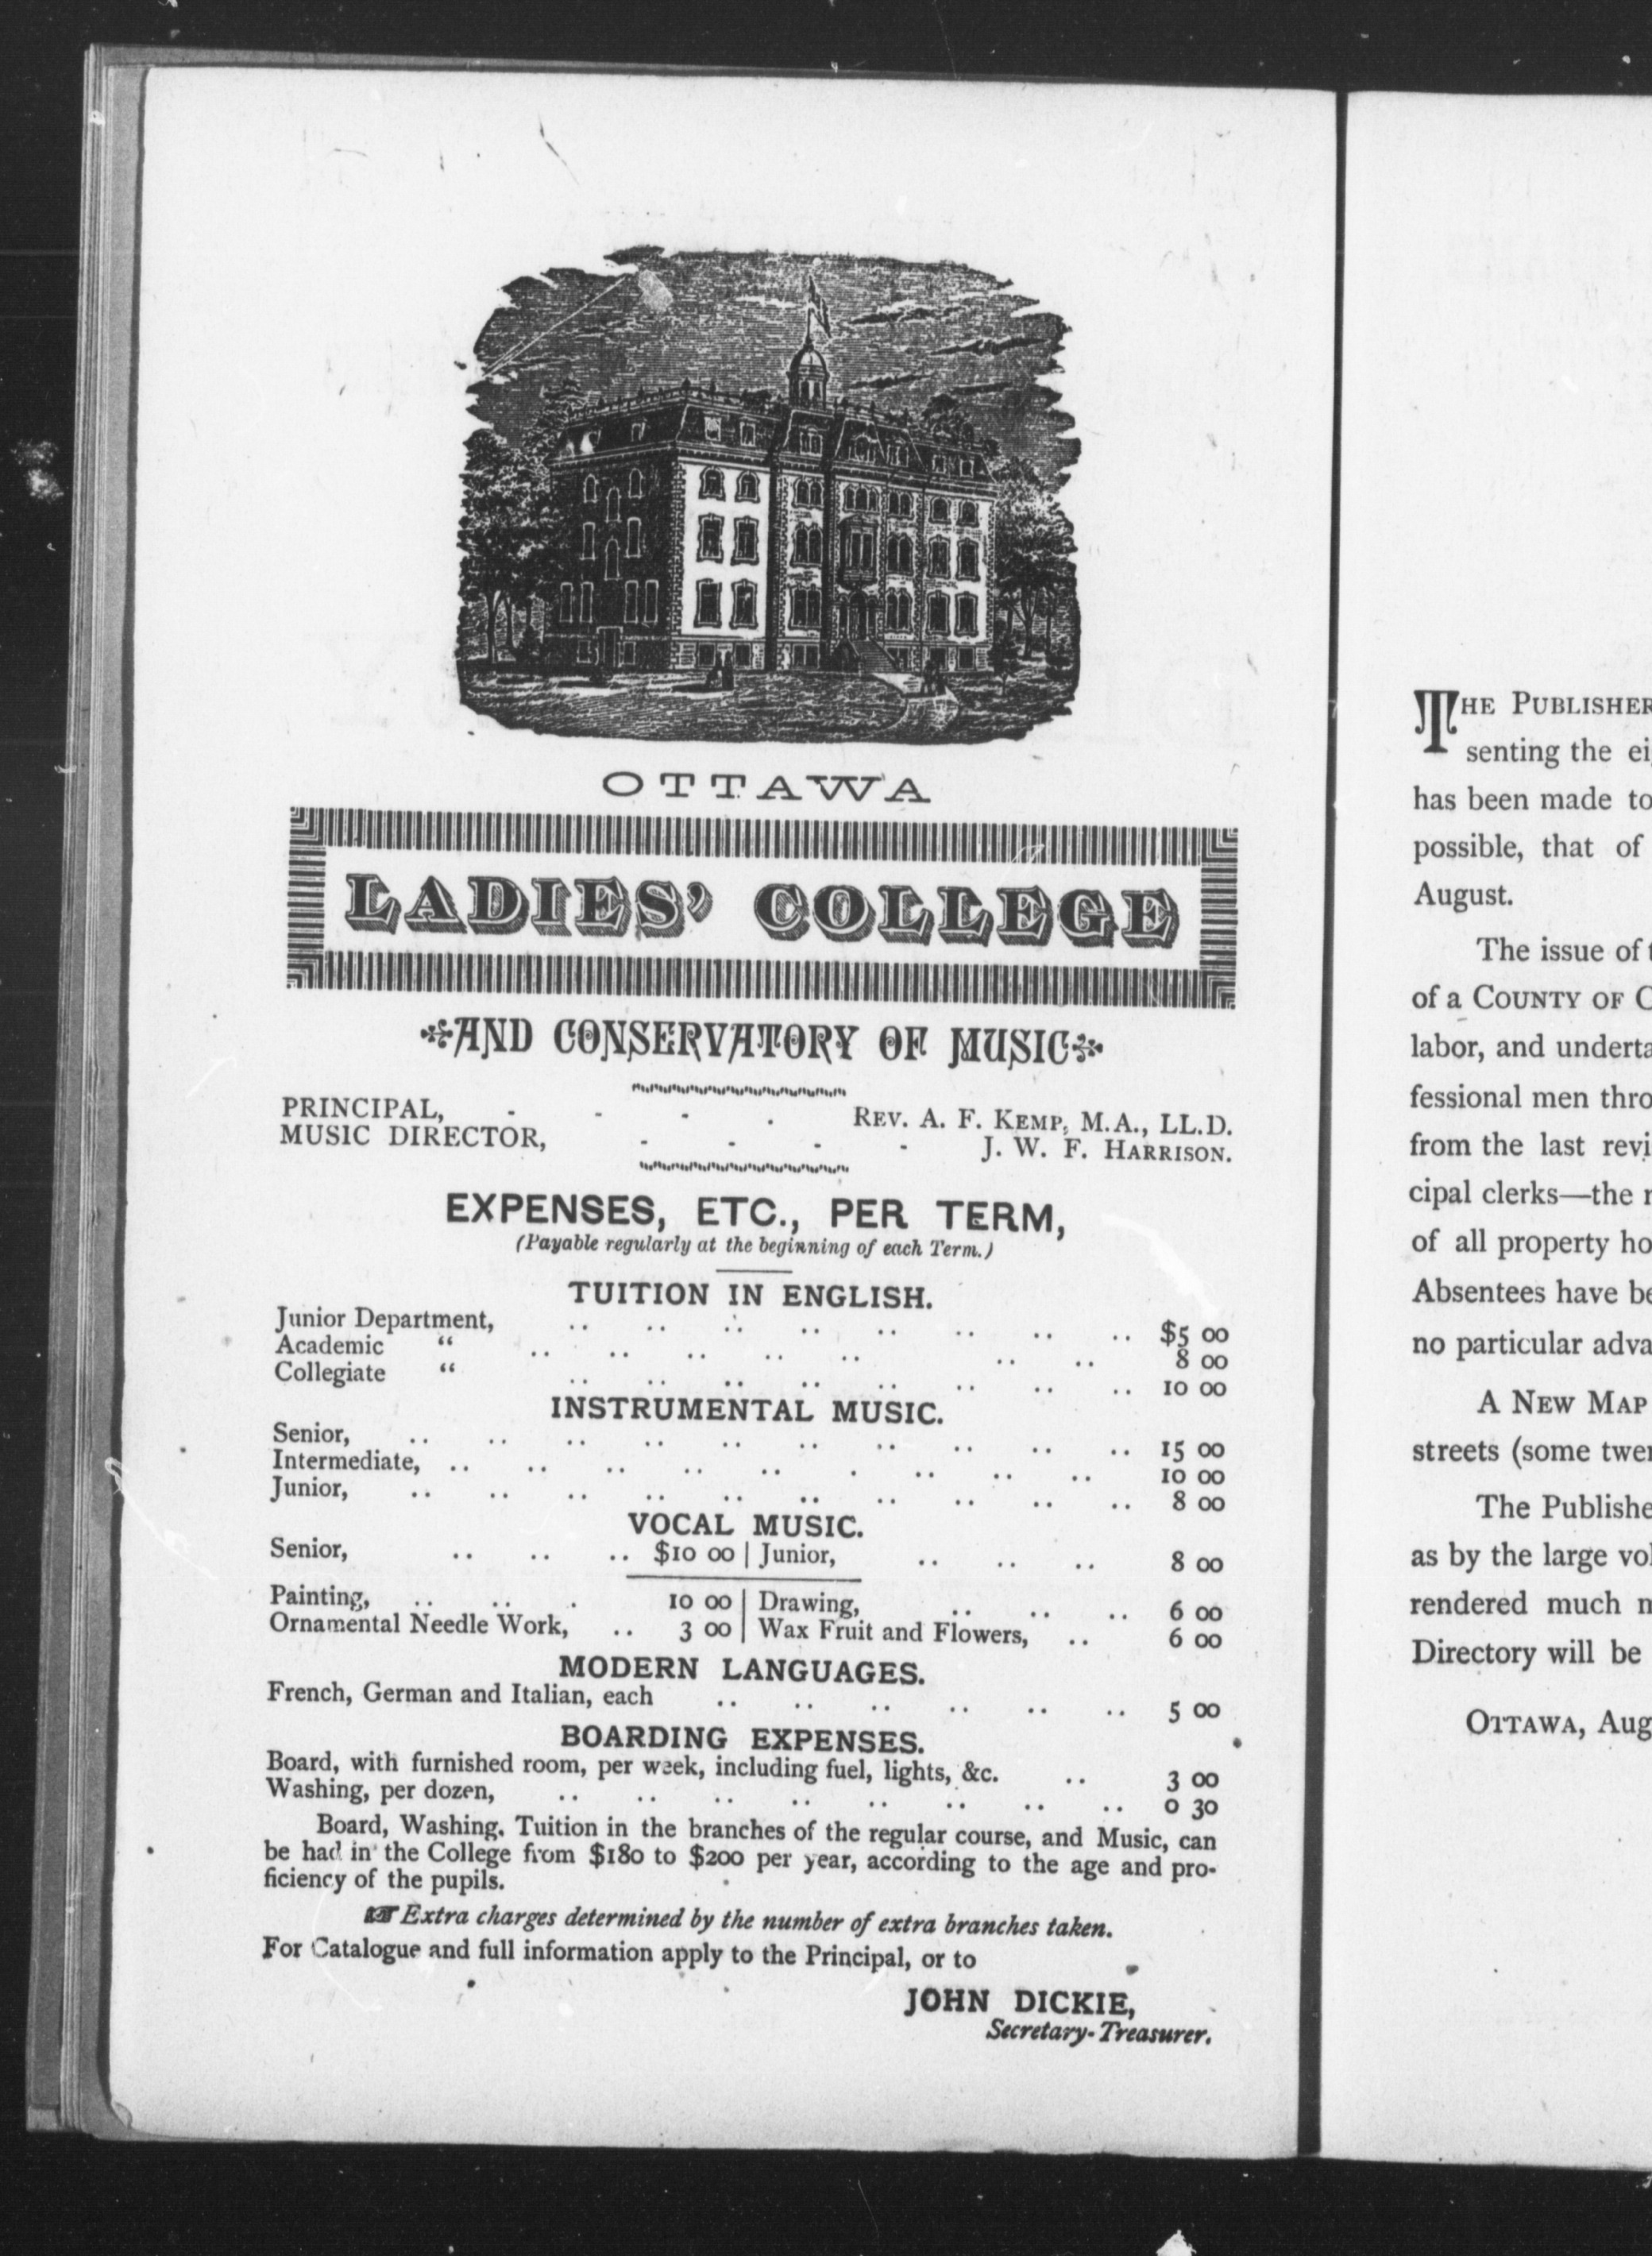 OTTAWA
LADIES' COLLEGE
AND CONSERVATORY OF MUSIC
PRINCIPAL, - - - . REV. A. F. KEMP, M.A., LL.D.
MUSIC DIRECTOR, - - - - J. W. F. HARRISON.
EXPENSES, ETC., PER TERM,
(Payable regularly at the beginning of each Term.)
TUITION IN ENGLISH.
Junior Department, .. .. .. .. .. .. .. .. $5 00
Academic “ .. .. .. .. .. .. .. 8 00
Collegiate “ .. .. .. .. .. .. .. .. 10 00
INSTRUMENTAL MUSIC.
Senior, .. .. .. .. .. .. .. .. .. .. 15 00
Intermediate, .. .. .. .. .. . .. .. .. 10 00
Junior, .. .. .. .. .. .. .. .. .. .. 8 00
VOCAL MUSIC.
Senior, .. .. .. $10 00 | Junior, .. .. .. 8 00
Painting, .. .. . 10 00 | Drawing, .. .. .. 6 00
Ornamental Needle Work, .. 3 00 | Wax Fruit and Flowers, .. 6 00
MODERN LANGUAGES.
French, German and Italian, each .. .. .. .. .. .. 5 00
BOARDING EXPENSES.
Board, with furnished room, per week, including fuel, lights, &c. .. 3 00
Washing, per dozen, .. .. .. .. .. .. .. .. 0 30
Board, Washing. Tuition in the branches of the regular course, and Music, can
be had in the College from $180 to $200 per year, according to the age and pro-
ficiency of the pupils.
☞ Extra charges determined by the number of extra branches taken.
For Catalogue and full information apply to the Principal, or to
JOHN DICKIE,
Secretary-Treasurer.
THE PUBLISHER
senting the
has been made to
possible, that of
August.
The issue of
of a COUNTY OF
labor, and
fessional men
from the last
cipal clerks—the
of all property
Absentees have
no particular
A NEW MAP
streets (some
The
as by the large
rendered much
Directory will be
OTTAWA, Aug